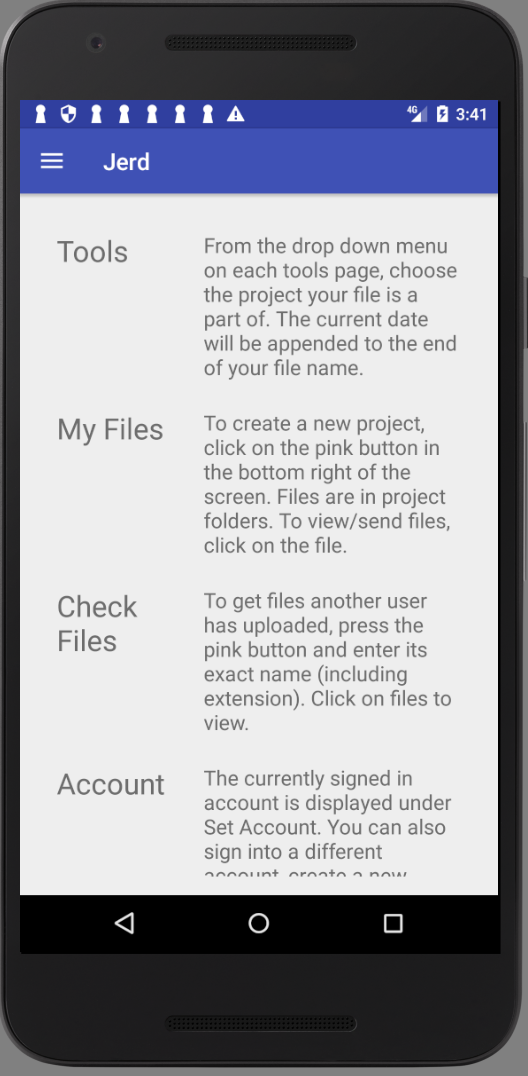 4G 3:41
Jerd
Tools
From the drop down menu
on each tools page, choose
the project your file is a
part of. The current date
will be appended to the end
of your file name.
My Files
To create a new project,
click on the pink button in
the bottom right of the
screen. Files are in project
folders. To view/send files,
click on the file.
Check
Files
To get files another user
has uploaded, press the
pink button and enter its
exact name (including
extension). Click on files to
view.
Account
The currently signed in
account is displayed under
Set Account. You can also
sign into a different
account, create a new